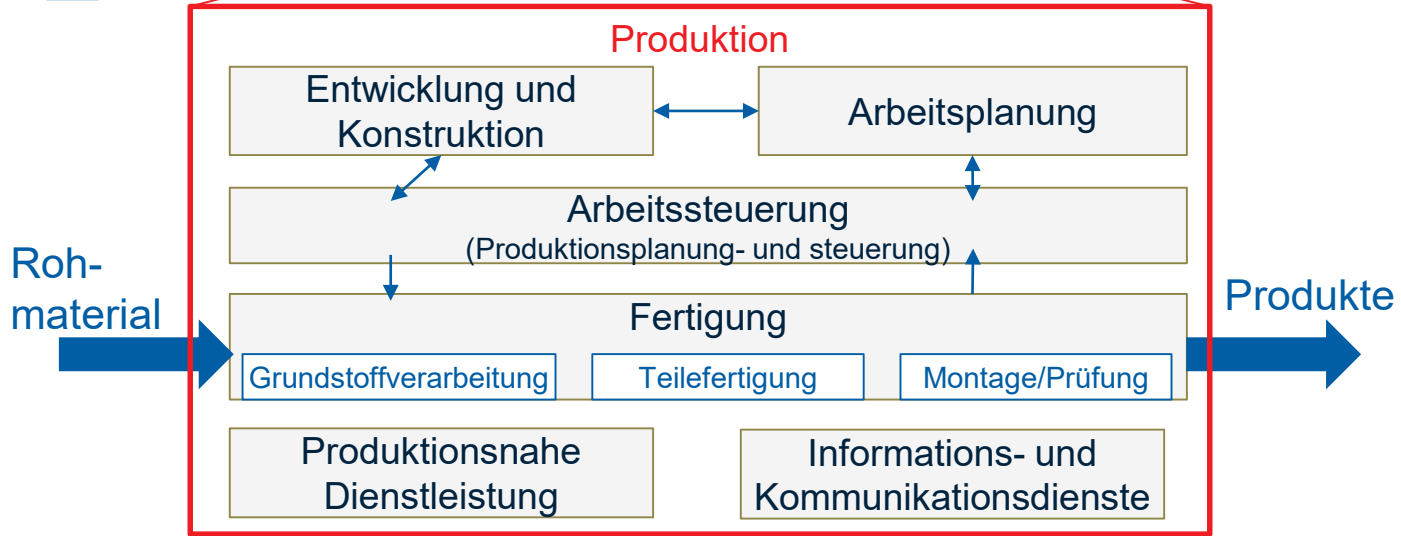 Produktion
Entwicklung und
Konstruktion
Arbeitsplanung
Arbeitssteuerung
(Produktionsplanung- und steuerung)
Roh-
material
Fertigung
Grundstoffverarbeitung
Teilefertigung
Montage/Prüfung
Produkte
Produktionsnahe
Dienstleistung
Informations- und
Kommunikationsdienste